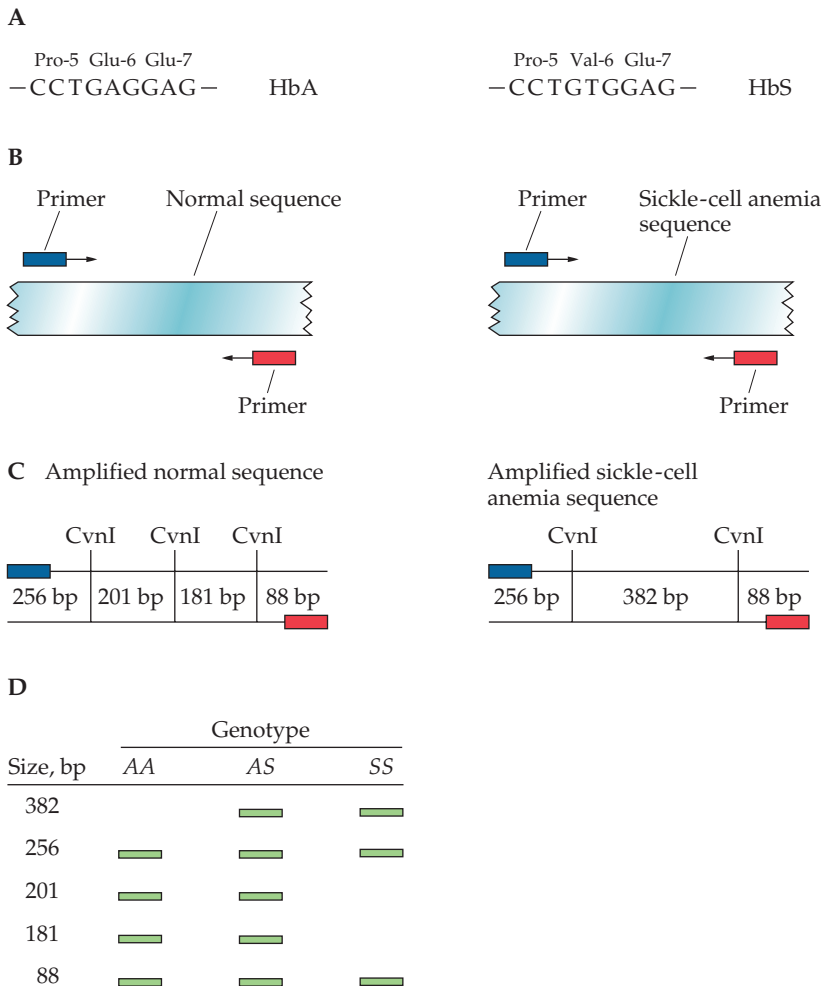 A
Pro-5 Glu-6 Glu-7
—CCTGAGGAG— HbA
Pro-5 Val-6 Glu-7
—CCTGTGGAG— HbS
B
Primer Normal sequence
Primer
Primer Sickle-cell anemia
sequence
Primer
C Amplified normal sequence
CvnI CvnI CvnI
256 bp 201 bp 181 bp 88 bp
Amplified sickle-cell
anemia sequence
CvnI CvnI
256 bp 382 bp 88 bp
D
Genotype
Size, bp AA AS SS
382
256
201
181
88